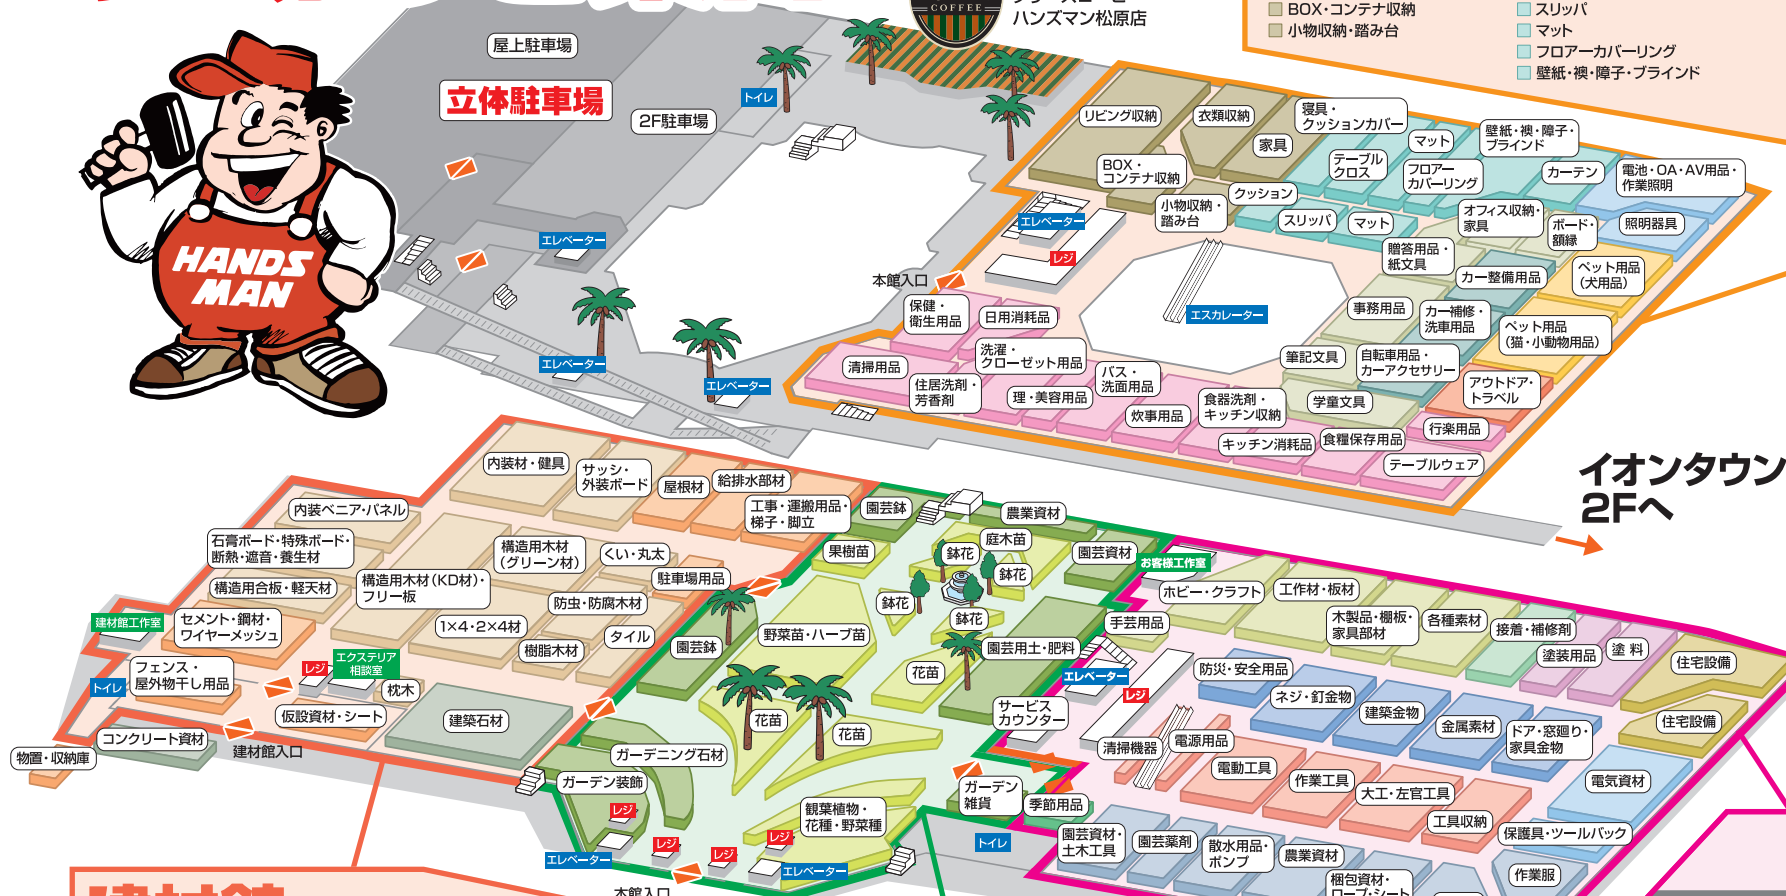 COFFEE
ハンズマン松原店
BOX・コンテナ収納
小物収納・踏み台
スリッパ
マット
フロアーカバーリング
壁紙・襖・障子・ブラインド
屋上駐車場
立体駐車場
2F駐車場
トイレ
エレベーター
エレベーター
エレベーター
HANDS
MAN
リビング収納
衣類収納
家具
寝具・
クッションカバー
マット
壁紙・襖・障子・
ブラインド
BOX・
コンテナ収納
テーブル
クロス
フロアー
カバーリング
カーテン
電池・OA・AV用品・
作業照明
小物収納・
踏み台
クッション
スリッパ
マット
オフィス収納・
家具
ボード・
額縁
照明器具
エレベーター
レジ
贈答用品・
紙文具
カー整備用品
ペット用品
(犬用品)
本館入口
保健・
衛生用品
日用消耗品
エスカレーター
事務用品
カー補修・
洗車用品
ペット用品
(猫・小動物用品)
清掃用品
洗濯・
クローゼット用品
筆記文具
自転車用品・
カーアクセサリー
住居洗剤・
芳香剤
理・美容用品
バス・
洗面用品
炊事用品
食器洗剤・
キッチン収納
学童文具
アウトドア・
トラベル
キッチン消耗品
食糧保存用品
行楽用品
テーブルウェア
イオンタウン
2Fへ
内装材・健具
サッシ・
外装ボード
屋根材
給排水部材
工事・運搬用品・
梯子・脚立
内装ベニア・パネル
石膏ボード・特殊ボード・
断熱・遮音・養生材
構造用木材
(グリーン材)
くい・丸太
駐車場用品
構造用合板・軽天材
構造用木材(KD材)・
フリー板
防虫・防腐木材
建材館工作室
セメント・鋼材・
ワイヤーメッシュ
1×4・2×4材
樹脂木材
タイル
フェンス・
屋外物干し用品
トイレ
レジ
エクステリア
相談室
枕木
仮設資材・シート
建築石材
コンクリート資材
物置・収納庫
建材館入口
園芸鉢
農業資材
果樹苗
鉢花
庭木苗
園芸資材
鉢花
鉢花
鉢花
園芸鉢
野菜苗・ハーブ苗
園芸用土・肥料
花苗
花苗
花苗
サービス
カウンター
ガーデニング石材
ガーデン装飾
観葉植物・
花種・野菜種
ガーデン
雑貨
季節用品
レジ
レジ
レジ
レジ
エレベーター
エレベーター
本館入口
トイレ
お客様工作室
ホビー・クラフト
工作材・板材
手芸用品
木製品・棚板・
家具部材
各種素材
接着・補修剤
塗装用品
塗 料
住宅設備
エレベーター
レジ
防災・安全用品
ネジ・釘金物
建築金物
金属素材
ドア・窓廻り・
家具金物
住宅設備
清掃機器
電源用品
電動工具
作業工具
大工・左官工具
電気資材
工具収納
保護具・ツールバック
園芸資材・
土木工具
園芸薬剤
散水用品・
ポンプ
農業資材
梱包資材・
ロープ・シート
作業服